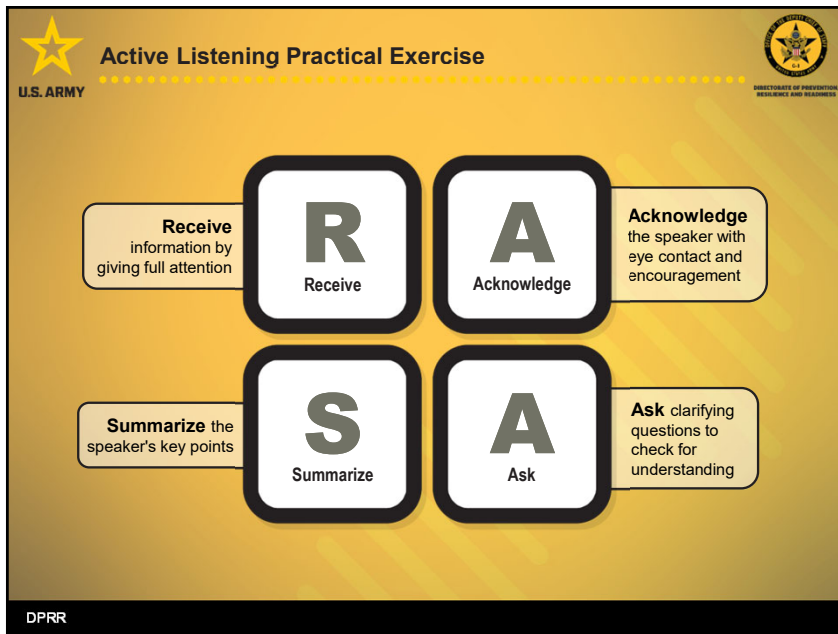 U.S. ARMY
Active Listening Practical Exercise
DIRECTORATE OF PREVENTION
RESILIENCE AND READINESS
Receive
information by
giving full attention
R
Receive
A
Acknowledge
Acknowledge
the speaker with
eye contact and
encouragement
Summarize the
speaker's key points
S
Summarize
A
Ask
Ask clarifying
questions to
check for
understanding
DPRR